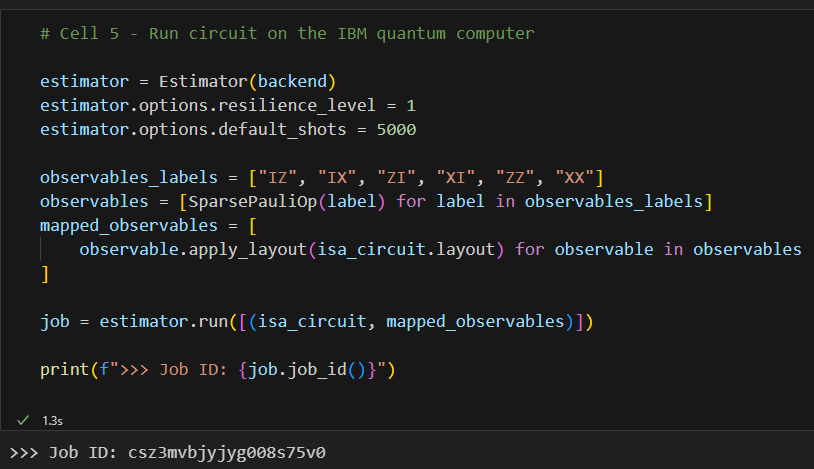 # Cell 5 - Run circuit on the IBM quantum computer
estimator = Estimator(backend)
estimator.options.resilience_level = 1
estimator.options.default_shots = 5000
observables_labels = ["IZ", "IX", "ZI", "XI", "ZZ", "XX"]
observables = [SparsePauliOp(label) for label in observables_labels]
mapped_observables = [
    observable.apply_layout(isa_circuit.layout) for observable in observables
]
job = estimator.run([(isa_circuit, mapped_observables)])
print(f">>> Job ID: {job.job_id()}")
✓ 1.3s
>>> Job ID: csz3mvbjyjyg008s75v0